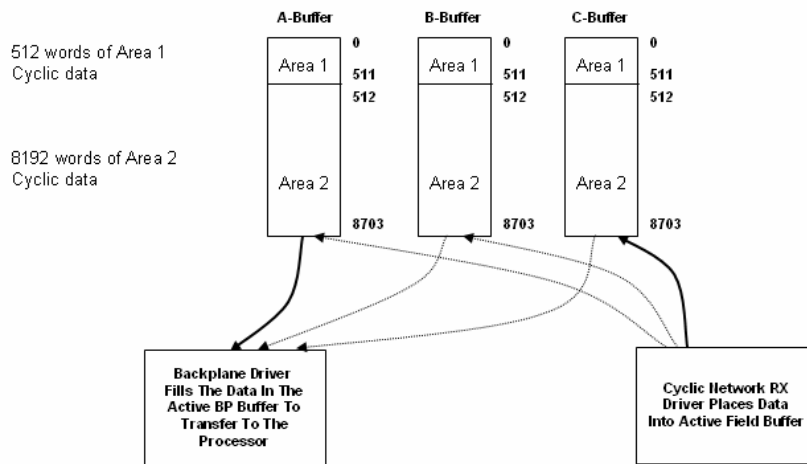 A-Buffer
B-Buffer
C-Buffer
512 words of Area 1
Cyclic data
Area 1
0
511
512
Area 1
0
511
512
Area 1
0
511
512
8192 words of Area 2
Cyclic data
Area 2
8703
Area 2
8703
Area 2
8703
Backplane Driver
Fills The Data In The
Active BP Buffer To
Transfer To The
Processor
Cyclic Network RX
Driver Places Data
Into Active Field Buffer